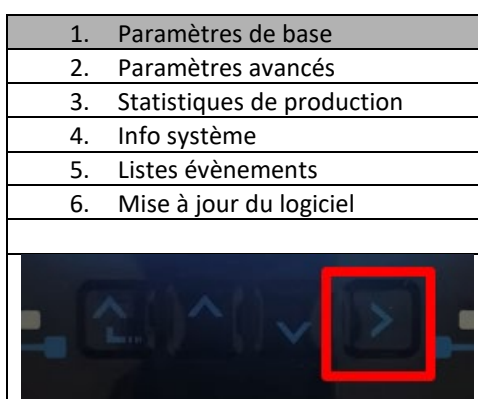 1. Paramètres de base
2. Paramètres avancés
3. Statistiques de production
4. Info système
5. Listes évènements
6. Mise à jour du logiciel